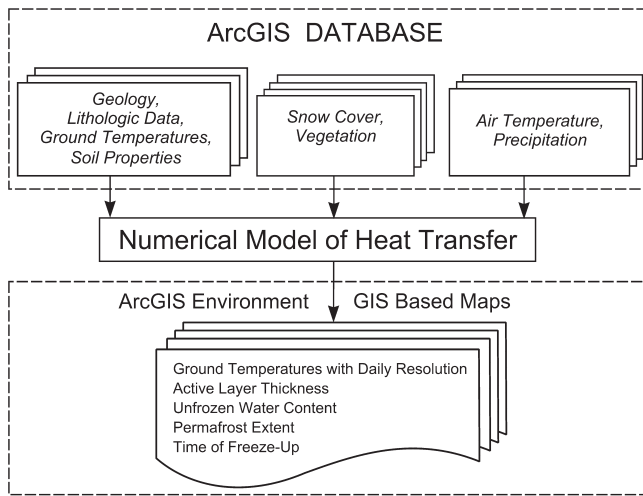 ArcGIS DATABASE
Geology,
Lithologic Data,
Ground Temperatures,
Soil Properties
Snow Cover,
Vegetation
Air Temperature,
Precipitation
Numerical Model of Heat Transfer
ArcGIS Environment GIS Based Maps
Ground Temperatures with Daily Resolution
Active Layer Thickness
Unfrozen Water Content
Permafrost Extent
Time of Freeze-Up